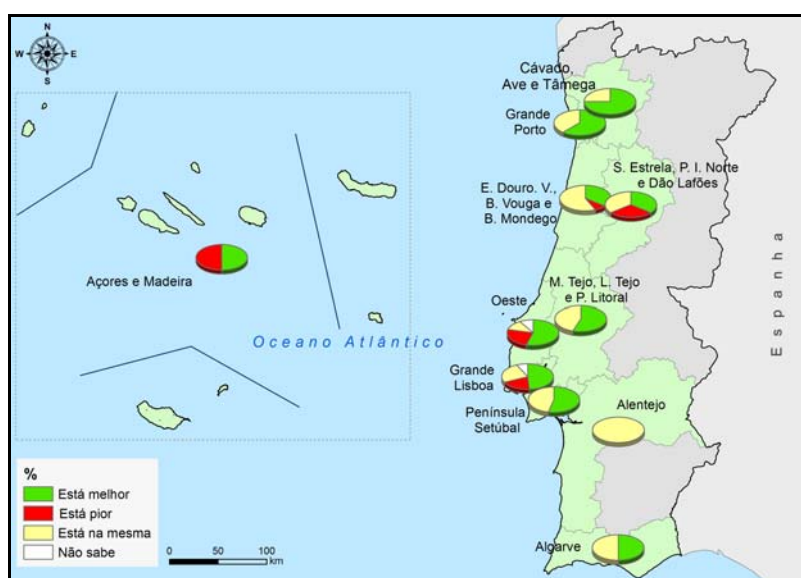 N
W E
S
Cávado,
Ave e Tâmega
Grande
Porto
S. Estrela, P. I. Norte
e Dão Lafões
E. Douro. V.,
B. Vouga e
B. Mondego
Açores e Madeira
M. Tejo, L. Tejo
e P. Litoral
Oeste
Oceano Atlântico
Espanha
Grande
Lisboa
Península
Setúbal
Alentejo
Algarve
%
Está melhor
Está pior
Está na mesma
Não sabe
0 50 100
km